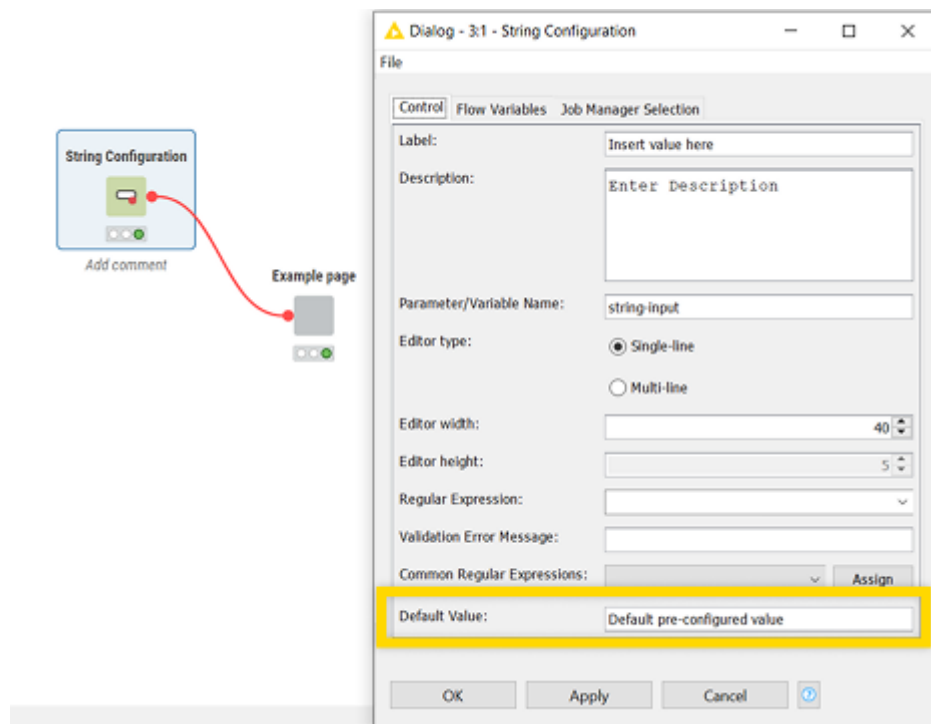 Dialog - 3:1 - String Configuration
File
Control Flow Variables Job Manager Selection
Label: Insert value here
Description: Enter Description
Parameter/Variable Name: string-input
Editor type: Single-line
Multi-line
Editor width: 40
Editor height: 5
Regular Expression:
Validation Error Message:
Common Regular Expressions: Assign
Default Value: Default pre-configured value
OK Apply Cancel ?
String Configuration
Add comment
Example page